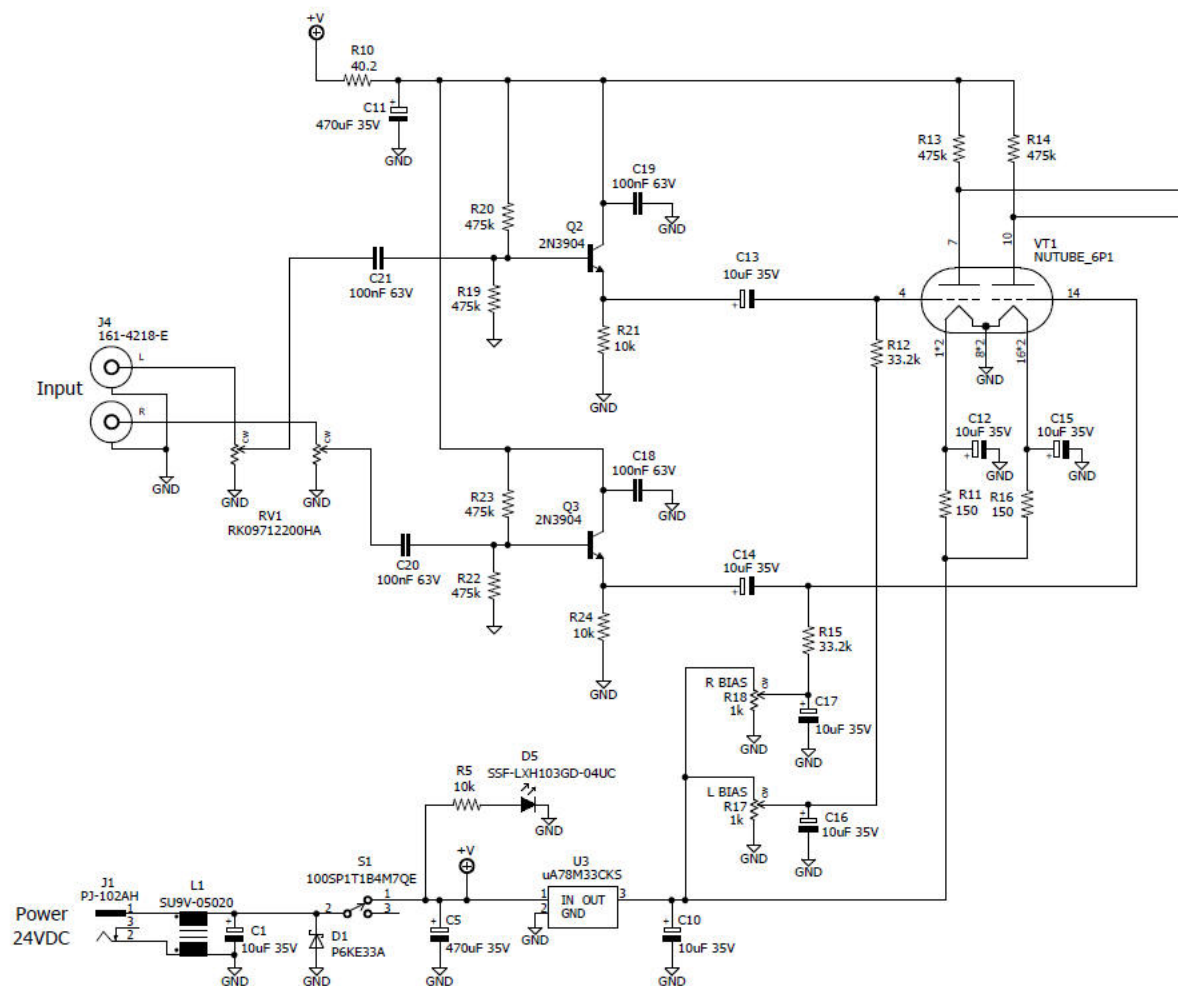 +V
R10
40.2
C11
+
470uF 35V
GND
R13
475k
R14
475k
C19
100nF 63V
GND
R20
475k
Q2
2N3904
7
10
VT1
NUTUBE_6P1
C13
10uF 35V
+
4
14
C21
100nF 63V
R19
475k
R21
10k
GND
R12
33.2k
1*2
8*2
16*2
GND
J4
161-4218-E
L
Input
R
cw
cw
GND
GND
GND
RV1
RK09712200HA
C12
10uF 35V
+
GND
C15
10uF 35V
+
GND
C18
100nF 63V
GND
R23
475k
Q3
2N3904
R11
150
R16
150
C20
100nF 63V
R22
475k
C14
10uF 35V
+
R24
10k
GND
R15
33.2k
R BIAS
R18
1k
cw
GND
+
C17
10uF 35V
GND
D5
SSF-LXH103GD-04UC
R5
10k
GND
L BIAS
R17
1k
cw
GND
+
C16
10uF 35V
GND
S1
100SP1T1B4M7QE
+V
U3
uA78M33CKS
J1
PJ-102AH
L1
SU9V-05020
Power
24VDC
1
3
2
+
C1
10uF 35V
GND
D1
P6KE33A
GND
2
1
3
+
C5
470uF 35V
GND
1
2
IN OUT
GND
3
GND
+
C10
10uF 35V
GND